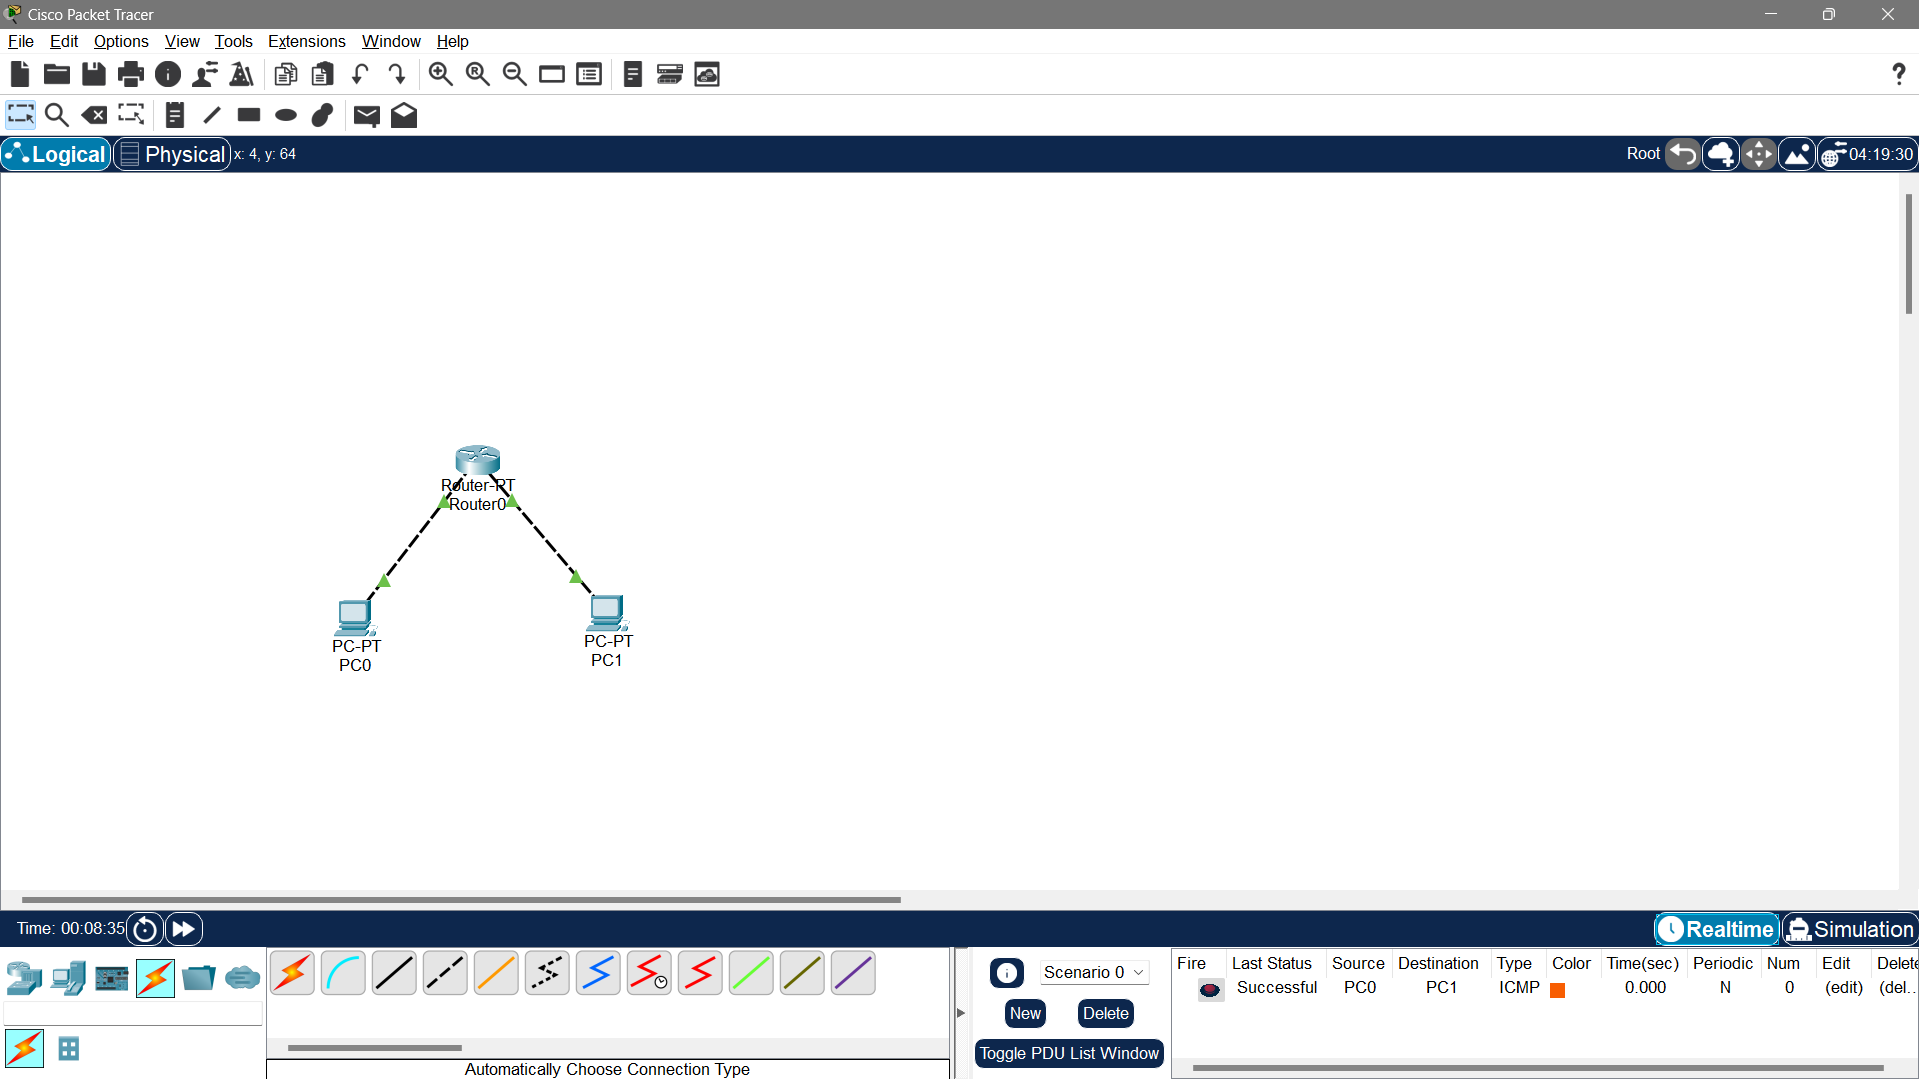 Cisco Packet Tracer
File Edit Options View Tools Extensions Window Help
Logical Physical x: 4, y: 64 Root 04:19:30
Router-PT
Router0
PC-PT
PC0
PC-PT
PC1
Time: 00:08:35 Realtime Simulation
Scenario 0
New Delete
Toggle PDU List Window
Automatically Choose Connection Type
Fire Last Status Source Destination Type Color Time(sec) Periodic Num Edit Delete
Successful PC0 PC1 ICMP 0.000 N 0 (edit) (del...